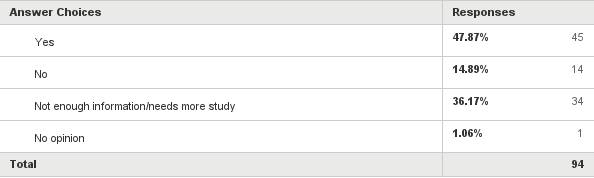 Answer Choices Responses
Yes 47.87% 45
No 14.89% 14
Not enough information/needs more study 36.17% 34
No opinion 1.06% 1
Total 94